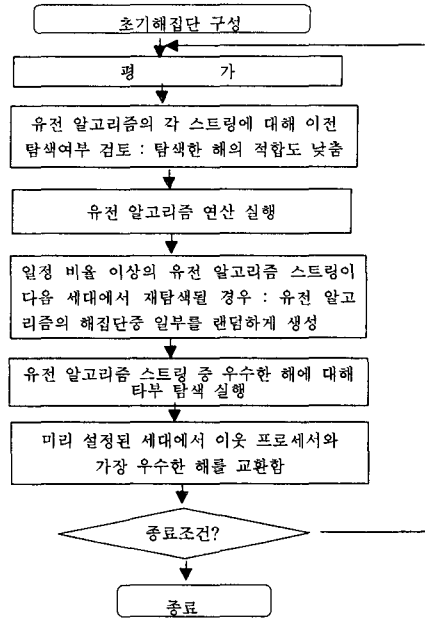 초기해집단 구성
평 가
유전 알고리즘의 각 스트링에 대해 이전
탐색여부 검토 : 탐색한 해의 적합도 낮춤
유전 알고리즘 연산 실행
일정 비율 이상의 유전 알고리즘 스트링이
다음 세대에서 재탐색될 경우 : 유전 알고
리즘의 해집단중 일부를 랜덤하게 생성
유전 알고리즘 스트링 중 우수한 해에 대해
타부 탐색 실행
미리 설정된 세대에서 이웃 프로세서와
가장 우수한 해를 교환함
종료조건?
종료